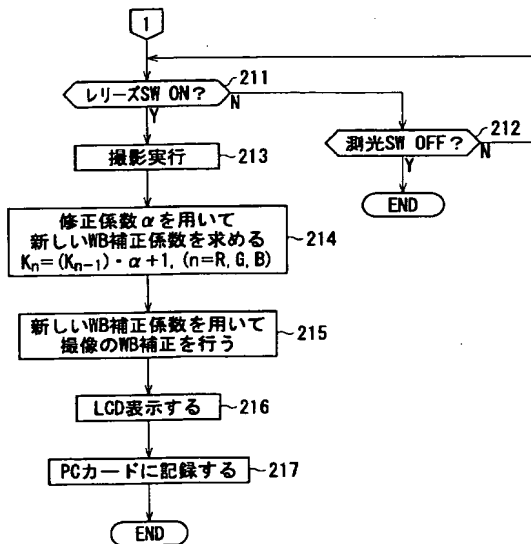 1
レリーズSW ON?
211
N
Y
測光SW OFF?
212
N
Y
END
撮影実行
213
修正係数αを用いて
新しいWB補正係数を求める
Kn=(Kn-1)・α+1, (n=R, G, B)
214
新しいWB補正係数を用いて
撮像のWB補正を行う
215
LCD表示する
216
PCカードに記録する
217
END